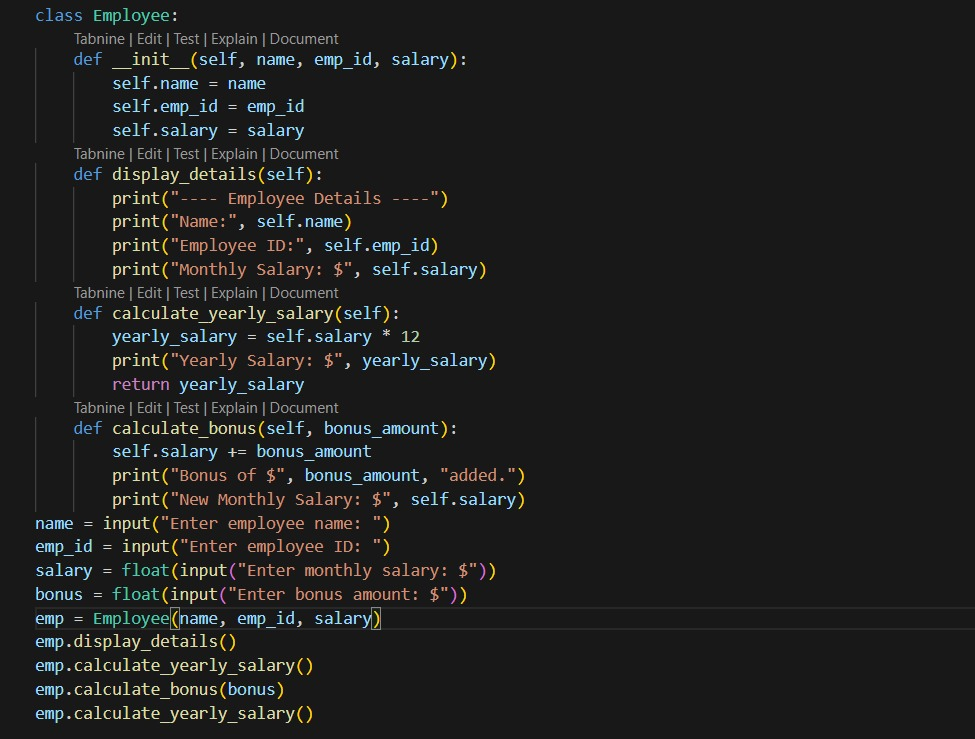 class Employee:
Tabnine | Edit | Test | Explain | Document
    def __init__(self, name, emp_id, salary):
        self.name = name
        self.emp_id = emp_id
        self.salary = salary
Tabnine | Edit | Test | Explain | Document
    def display_details(self):
        print("---- Employee Details ----")
        print("Name:", self.name)
        print("Employee ID:", self.emp_id)
        print("Monthly Salary: $", self.salary)
Tabnine | Edit | Test | Explain | Document
    def calculate_yearly_salary(self):
        yearly_salary = self.salary * 12
        print("Yearly Salary: $", yearly_salary)
        return yearly_salary
Tabnine | Edit | Test | Explain | Document
    def calculate_bonus(self, bonus_amount):
        self.salary += bonus_amount
        print("Bonus of $", bonus_amount, "added.")
        print("New Monthly Salary: $", self.salary)
name = input("Enter employee name: ")
emp_id = input("Enter employee ID: ")
salary = float(input("Enter monthly salary: $"))
bonus = float(input("Enter bonus amount: $"))
emp = Employee(name, emp_id, salary)
emp.display_details()
emp.calculate_yearly_salary()
emp.calculate_bonus(bonus)
emp.calculate_yearly_salary()